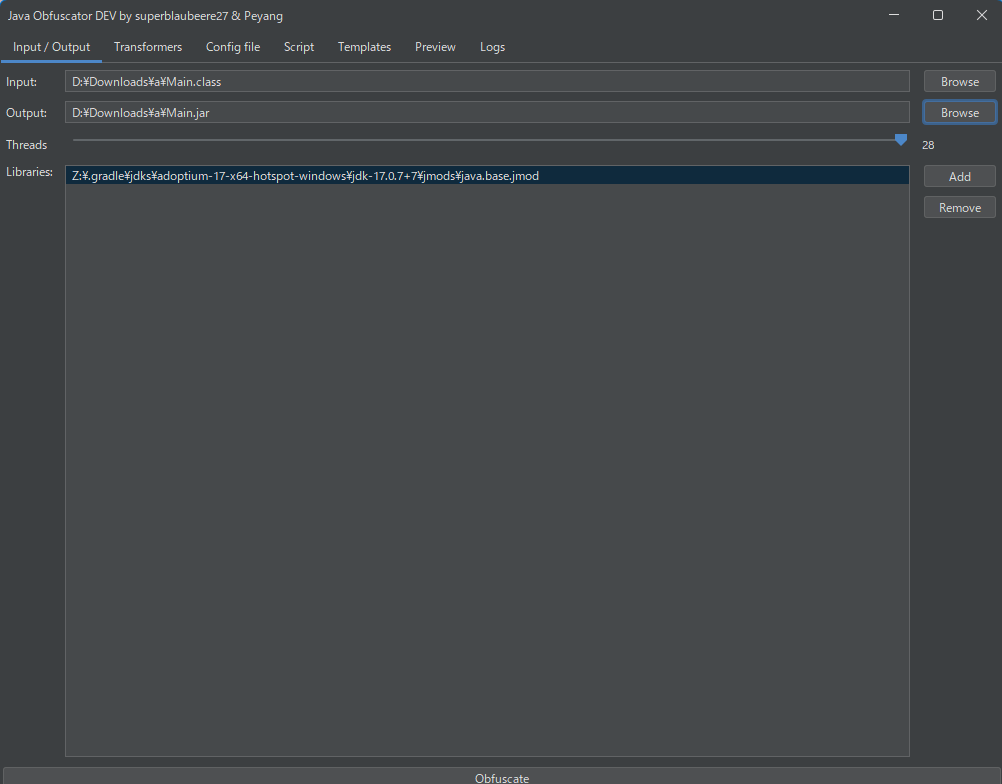 Java Obfuscator DEV by superblaubeere27 & Peyang
Input / Output Transformers Config file Script Templates Preview Logs
Input: D:¥Downloads¥a¥Main.class Browse
Output: D:¥Downloads¥a¥Main.jar Browse
Threads 28
Libraries: Z:¥.gradle¥jdks¥adoptium-17-x64-hotspot-windows¥jdk-17.0.7+7¥jmods¥java.base.jmod Add
Remove
Obfuscate